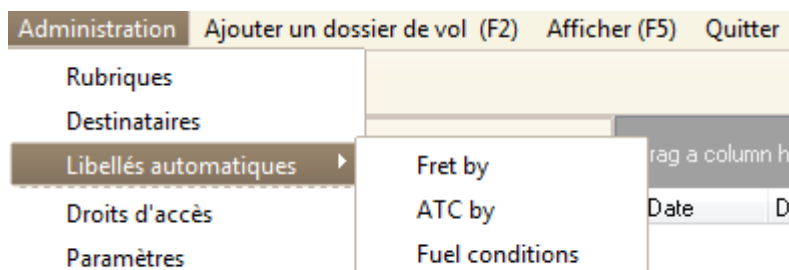 Administration Ajouter un dossier de vol (F2) Afficher (F5) Quitter
Rubriques
Destinataires
Libellés automatiques
Droits d'accès
Paramètres
Fret by
ATC by
Fuel conditions
rag a column h
Date D